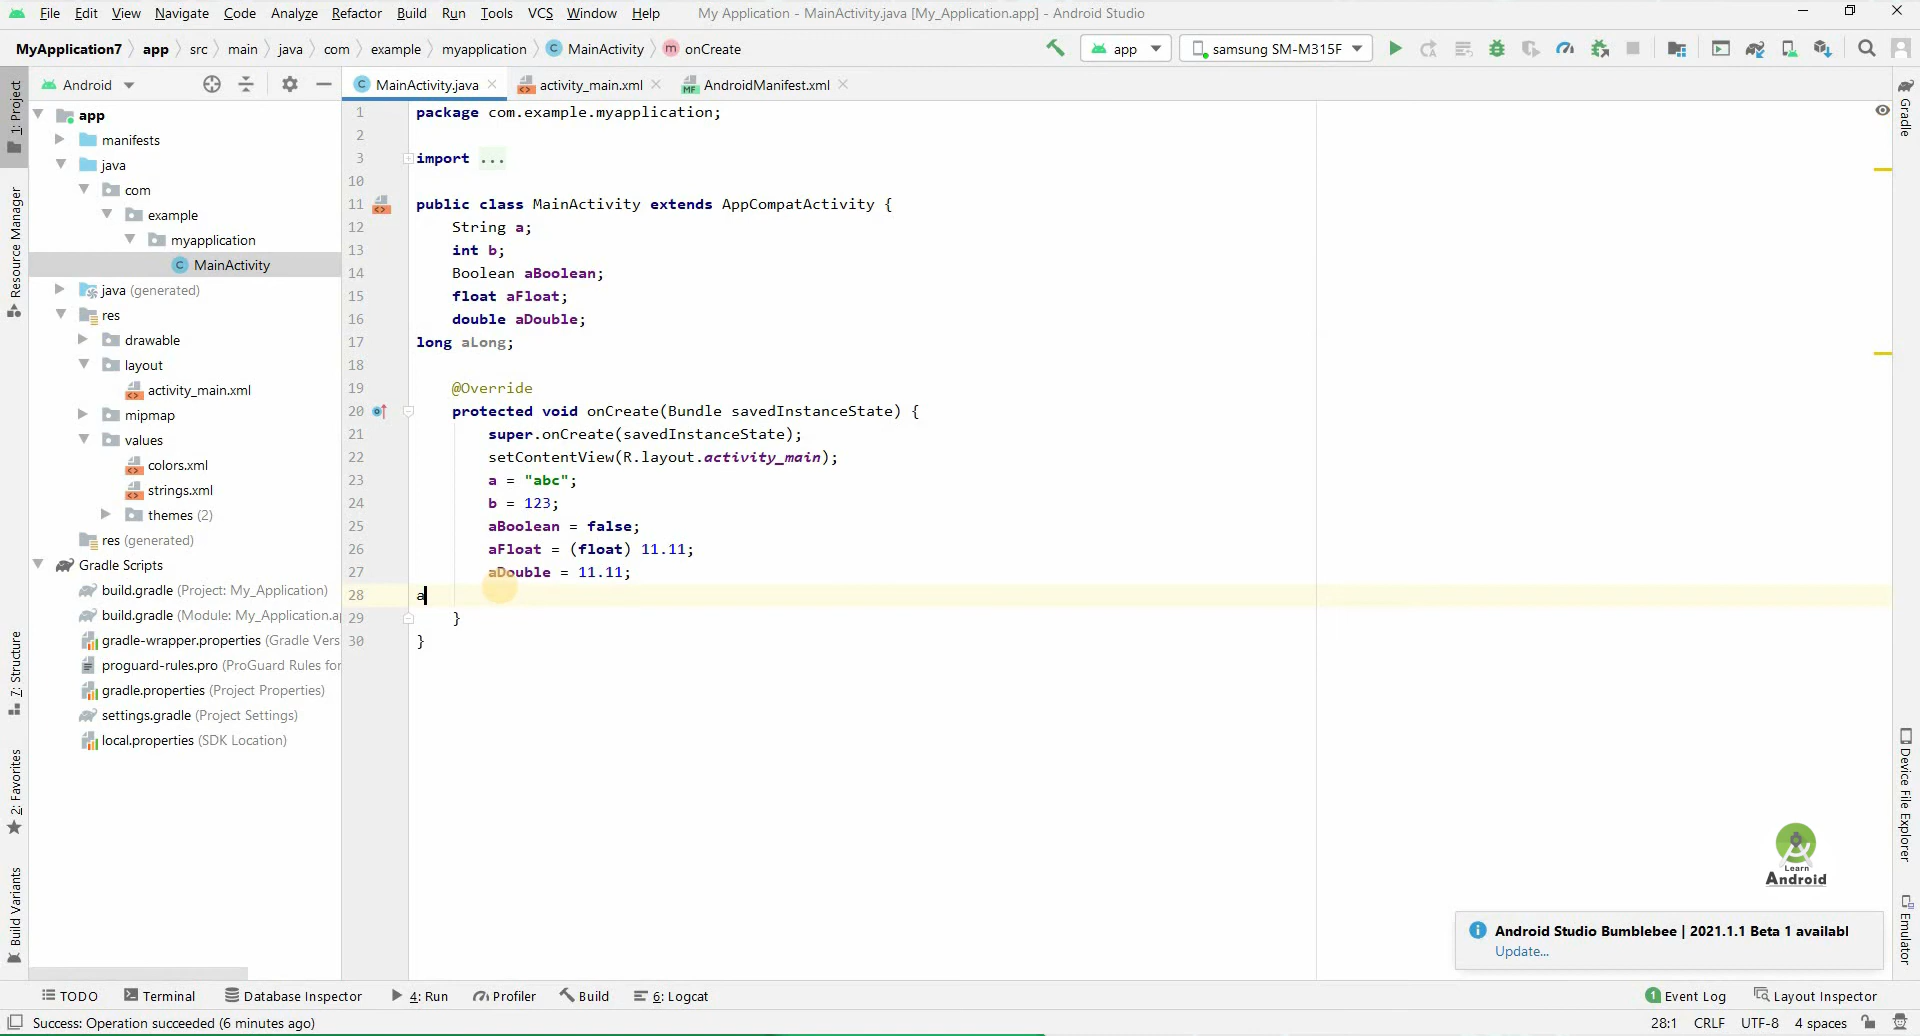 File Edit View Navigate Code Analyze Refactor Build Run Tools VCS Window Help My Application - MainActivity.java [My_Application.app] - Android Studio
MyApplication7 app src main java com example myapplication MainActivity onCreate app samsung SM-M315F
Android MainActivity.java activity_main.xml AndroidManifest.xml
1: Project
Resource Manager
7: Structure
2: Favorites
Build Variants
app
manifests
java
com
example
myapplication
MainActivity
java (generated)
res
drawable
layout
activity_main.xml
mipmap
values
colors.xml
strings.xml
themes (2)
res (generated)
Gradle Scripts
build.gradle (Project: My_Application)
build.gradle (Module: My_Application.a
gradle-wrapper.properties (Gradle Vers
proguard-rules.pro (ProGuard Rules for
gradle.properties (Project Properties)
settings.gradle (Project Settings)
local.properties (SDK Location)
1 package com.example.myapplication;
2
3 import ...
10
11 public class MainActivity extends AppCompatActivity {
12 String a;
13 int b;
14 Boolean aBoolean;
15 float aFloat;
16 double aDouble;
17 long aLong;
18
19 @Override
20 protected void onCreate(Bundle savedInstanceState) {
21 super.onCreate(savedInstanceState);
22 setContentView(R.layout.activity_main);
23 a = "abc";
24 b = 123;
25 aBoolean = false;
26 aFloat = (float) 11.11;
27 aDouble = 11.11;
28 a
29 }
30 }
Gradle
Device File Explorer
Emulator
Learn
Android
Android Studio Bumblebee | 2021.1.1 Beta 1 availabl
Update...
TODO Terminal Database Inspector 4: Run Profiler Build 6: Logcat 1 Event Log Layout Inspector
Success: Operation succeeded (6 minutes ago) 28:1 CRLF UTF-8 4 spaces